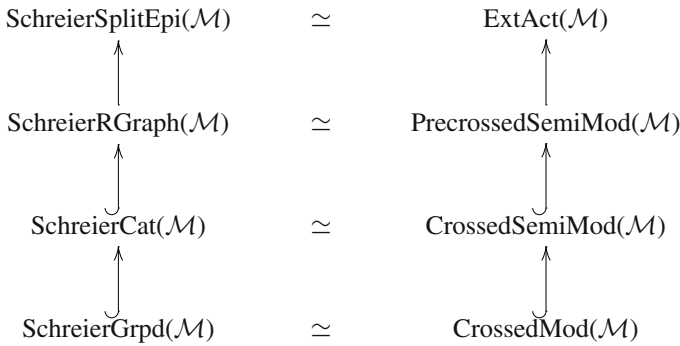 SchreierSplitEpi(ℳ) ≃ ExtAct(ℳ)
SchreierRGraph(ℳ) ≃ PrecrossedSemiMod(ℳ)
SchreierCat(ℳ) ≃ CrossedSemiMod(ℳ)
SchreierGrpd(ℳ) ≃ CrossedMod(ℳ)